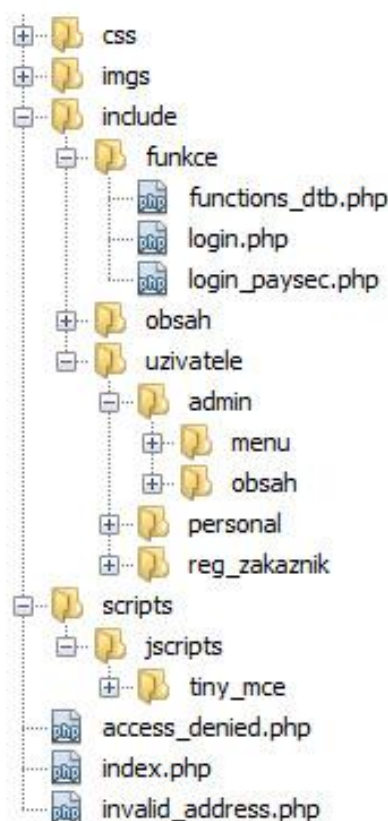 css
imgs
include
funkce
functions_dtb.php
login.php
login_paysec.php
obsah
uzivatele
admin
menu
obsah
personal
reg_zakaznik
scripts
jscripts
tiny_mce
access_denied.php
index.php
invalid_address.php